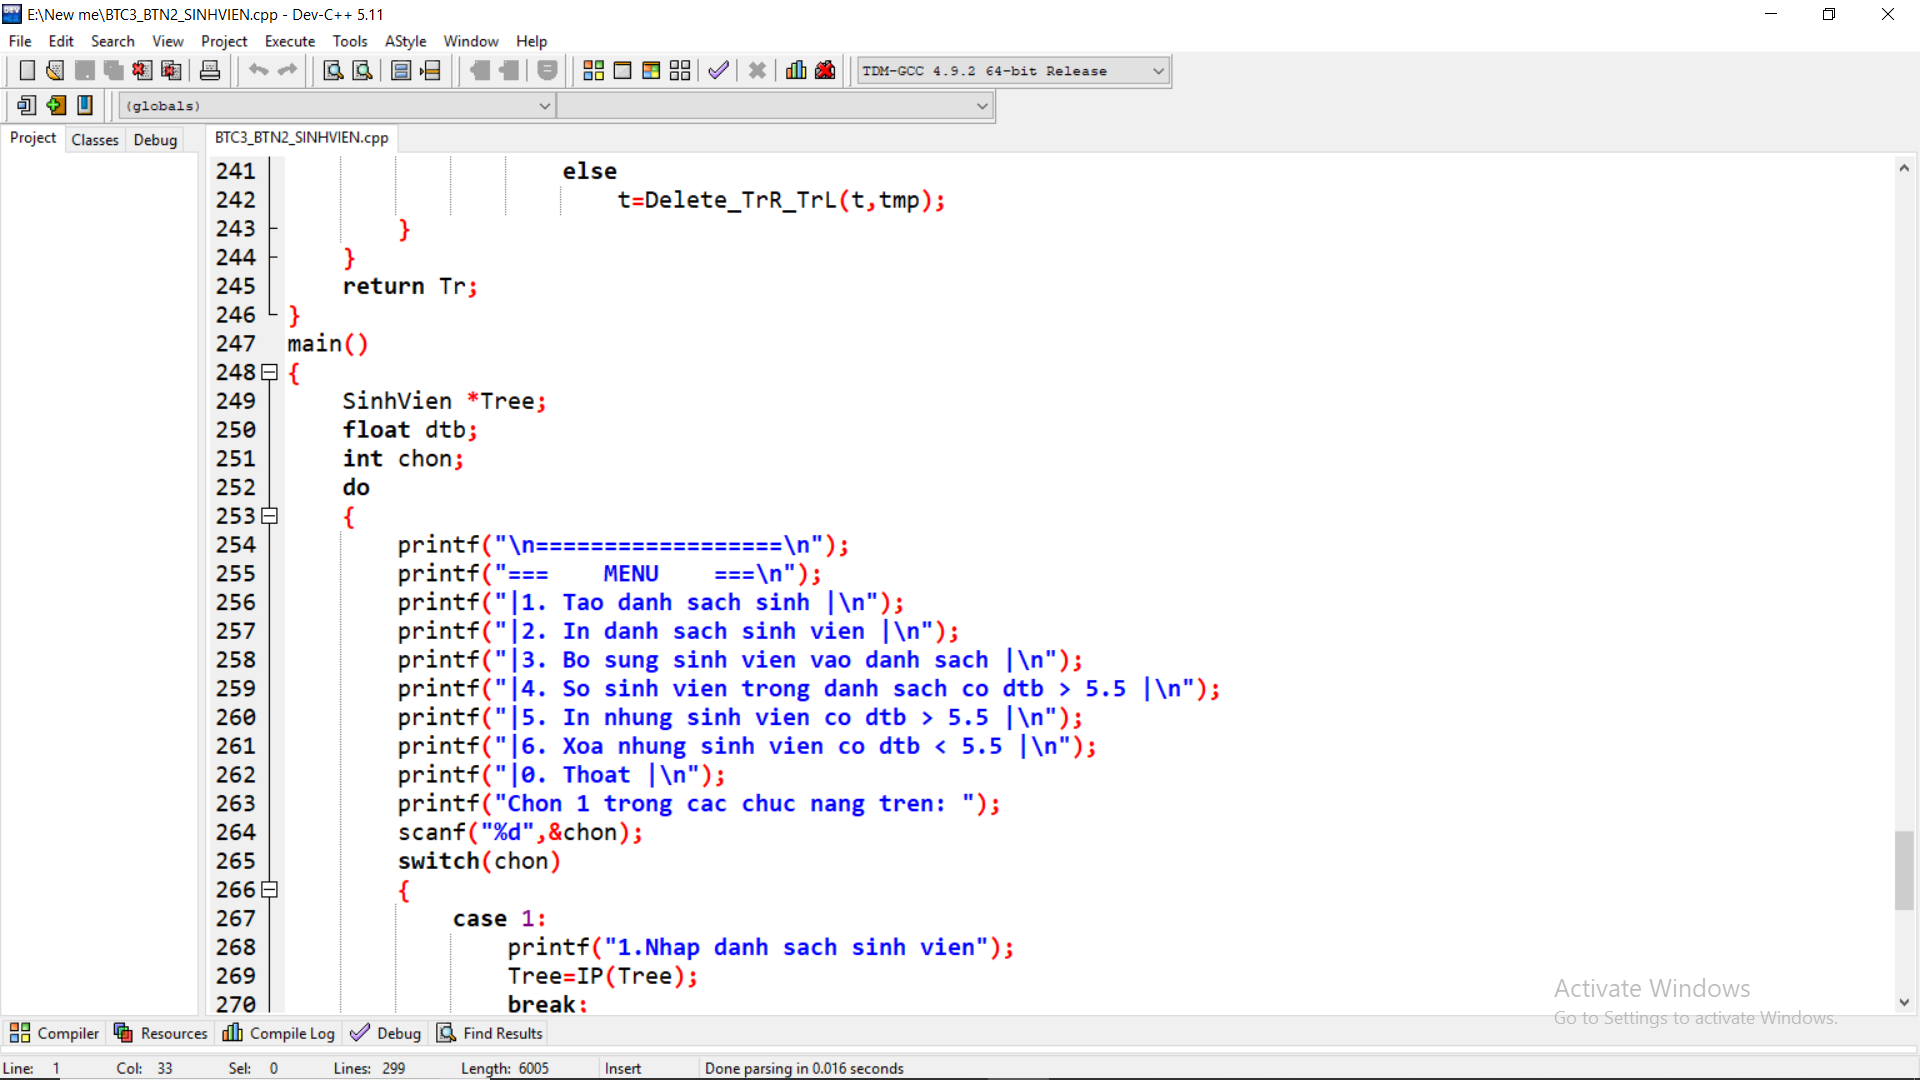 E:\New me\BTC3_BTN2_SINHVIEN.cpp - Dev-C++ 5.11
File Edit Search View Project Execute Tools AStyle Window Help
TDM-GCC 4.9.2 64-bit Release
(globals)
Project Classes Debug BTC3_BTN2_SINHVIEN.cpp
241 else
242 t=Delete_TrR_TrL(t,tmp);
243 }
244 }
245 return Tr;
246 }
247 main()
248 {
249 SinhVien *Tree;
250 float dtb;
251 int chon;
252 do
253 {
254 printf("\n==================\n");
255 printf("===    MENU    ===\n");
256 printf("|1. Tao danh sach sinh |\n");
257 printf("|2. In danh sach sinh vien |\n");
258 printf("|3. Bo sung sinh vien vao danh sach |\n");
259 printf("|4. So sinh vien trong danh sach co dtb > 5.5 |\n");
260 printf("|5. In nhung sinh vien co dtb > 5.5 |\n");
261 printf("|6. Xoa nhung sinh vien co dtb < 5.5 |\n");
262 printf("|0. Thoat |\n");
263 printf("Chon 1 trong cac chuc nang tren: ");
264 scanf("%d",&chon);
265 switch(chon)
266 {
267 case 1:
268 printf("1.Nhap danh sach sinh vien");
269 Tree=IP(Tree);
270 break;
Activate Windows
Go to Settings to activate Windows.
Compiler Resources Compile Log Debug Find Results
Line: 1 Col: 33 Sel: 0 Lines: 299 Length: 6005 Insert Done parsing in 0.016 seconds